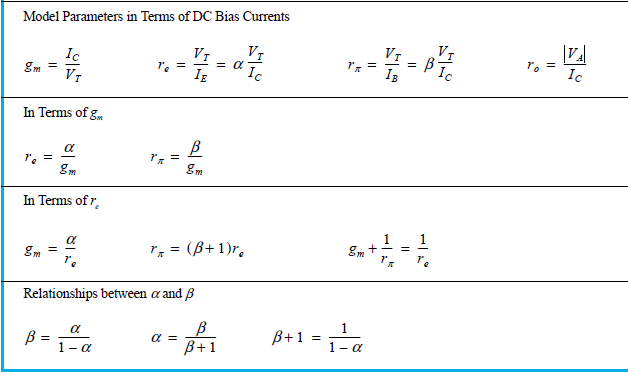 Model Parameters in Terms of DC Bias Currents
g_m = I_C/V_T   r_e = V_T/I_E = α V_T/I_C   r_π = V_T/I_B = β V_T/I_C   r_o = |V_A|/I_C
In Terms of g_m
r_e = α/g_m   r_π = β/g_m
In Terms of r_e
g_m = α/r_e   r_π = (β+1)r_e   g_m + 1/r_π = 1/r_e
Relationships between α and β
β = α/(1−α)   α = β/(β+1)   β+1 = 1/(1−α)